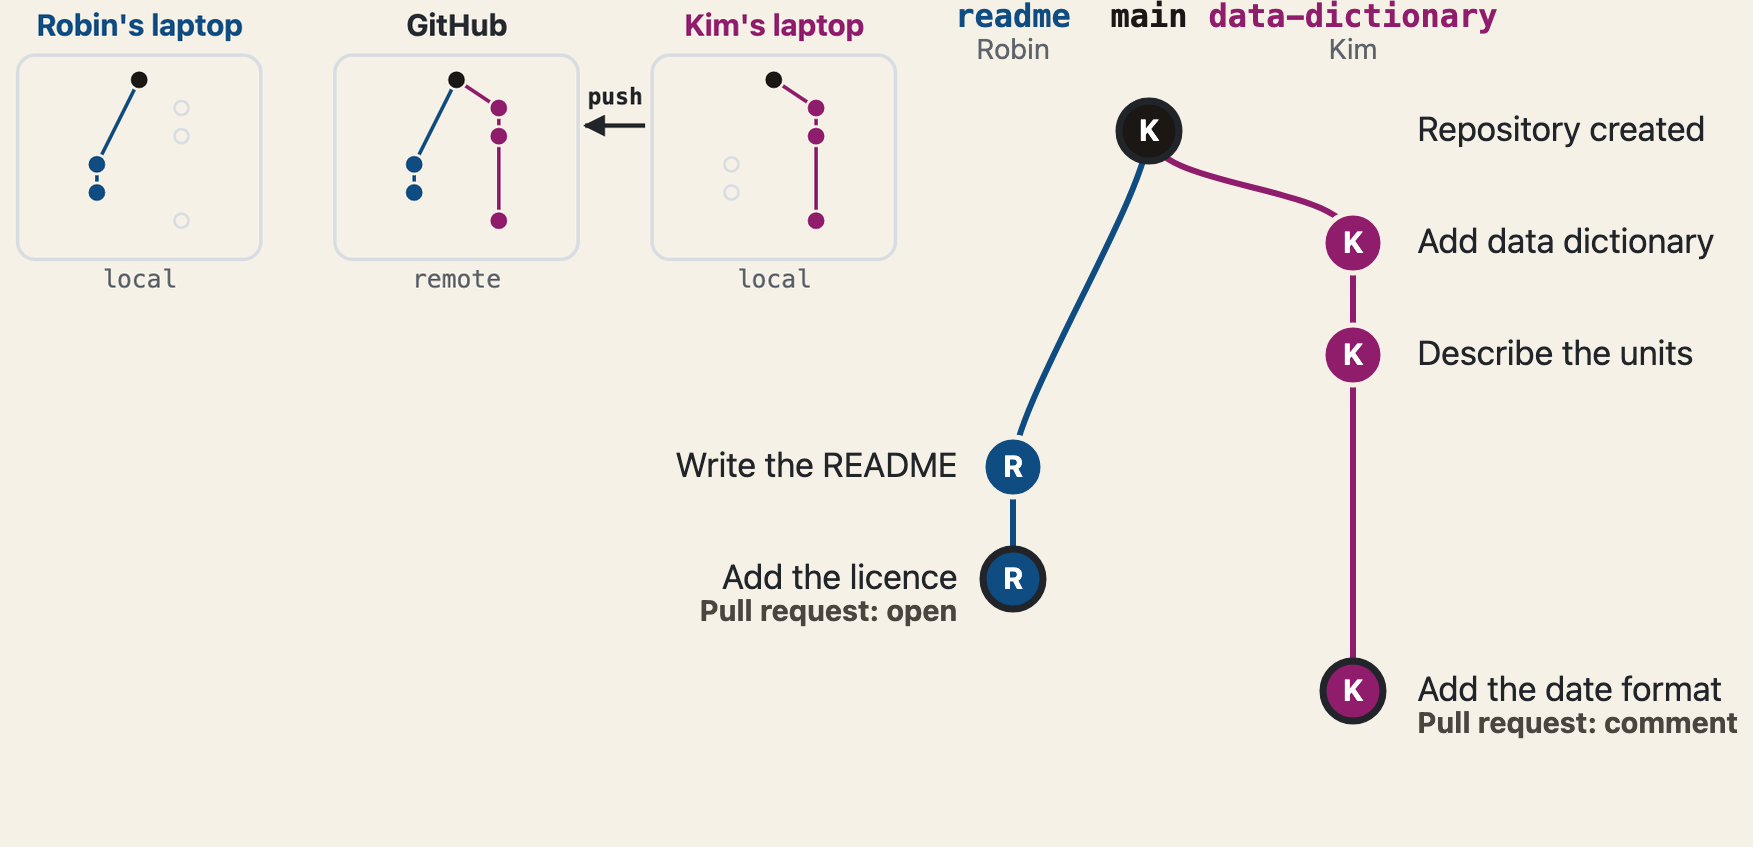 Robin's laptop
GitHub
Kim's laptop
push
local
remote
local
readme main data-dictionary
Robin
Kim
K
Repository created
K
Add data dictionary
K
Describe the units
Write the README
R
Add the licence
Pull request: open
R
K
Add the date format
Pull request: comment